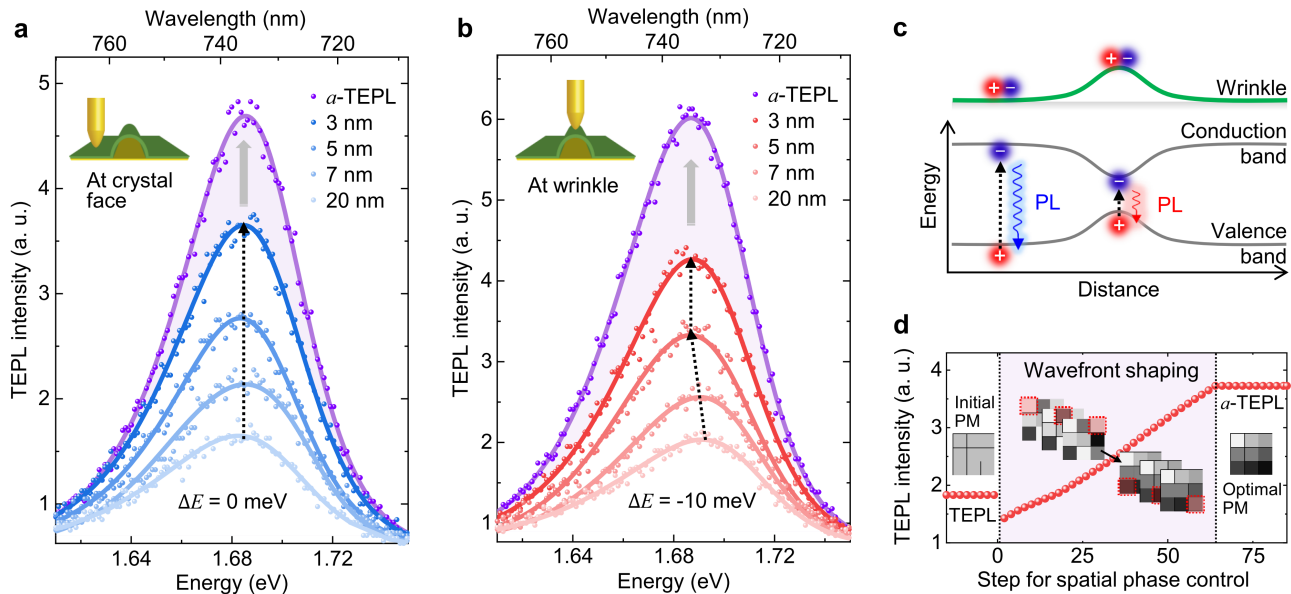 a
Wavelength (nm)
760 740 720
TEPL intensity (a. u.)
5
4
3
2
1
At crystal
face
a-TEPL
3 nm
5 nm
7 nm
20 nm
ΔE = 0 meV
1.64 1.68 1.72
Energy (eV)
b
Wavelength (nm)
760 740 720
TEPL intensity (a. u.)
6
5
4
3
2
1
At wrinkle
a-TEPL
3 nm
5 nm
7 nm
20 nm
ΔE = -10 meV
1.64 1.68 1.72
Energy (eV)
c
+ − + −
Wrinkle
Conduction
band
Energy
− −
PL PL
+ +
Valence
band
Distance
d
TEPL intensity (a. u.)
4
3
2
1
Wavefront shaping
Initial
PM
a-TEPL
Optimal
PM
TEPL
0 25 50 75
Step for spatial phase control